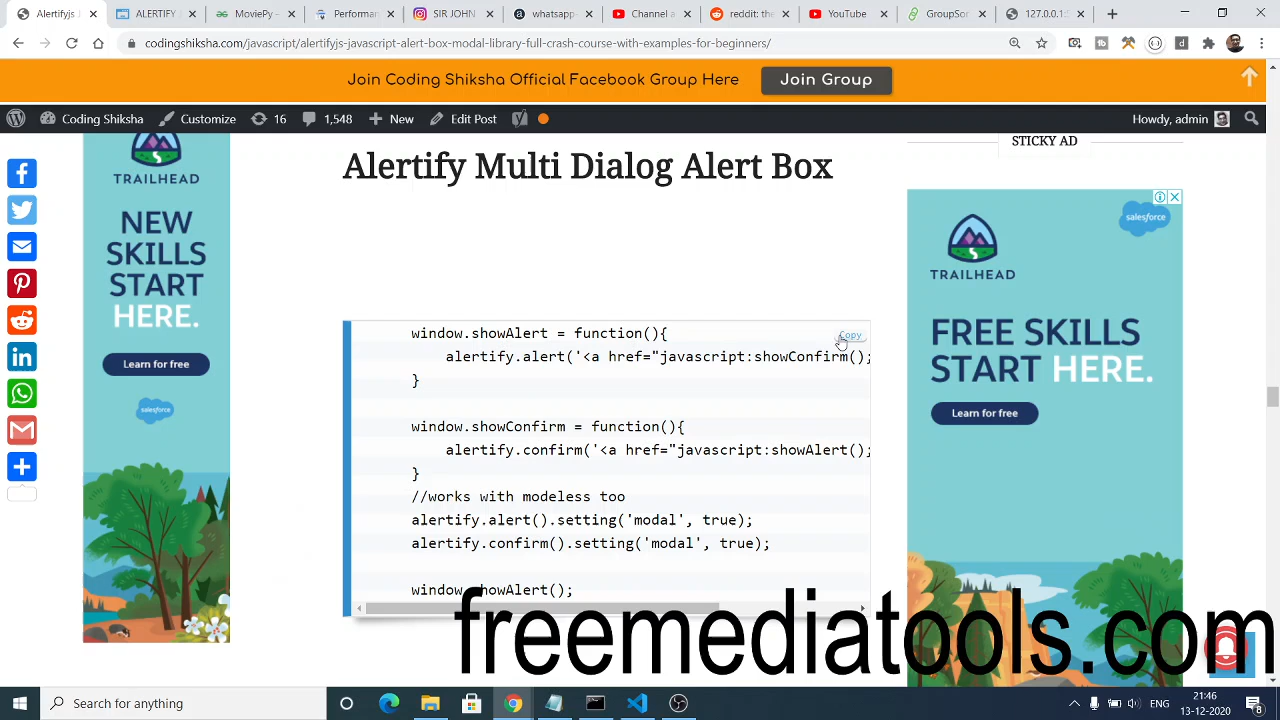 Alertifyjs
ALERTIFY
MoviePy -
Performan
SIR JOHN
whatsapp-
Channel a
reddit: the
YouTube
GroupSor
127.0.0.1:5
codingshiksha.com/javascript/alertifyjs-javascript-alert-box-modal-library-full-crash-course-with-examples-for-beginners/
Join Coding Shiksha Official Facebook Group Here
Join Group
Coding Shiksha
Customize
16
1,548
New
Edit Post
Howdy, admin
TRAILHEAD
NEW
SKILLS
START
HERE.
Learn for free
salesforce
Alertify Multi Dialog Alert Box
Copy
window.showAlert = function(){
alertify.alert('<a href="javascript:showConfirm();
}
window.showConfirm = function(){
alertify.confirm('<a href="javascript:showAlert();
}
//works with modeless too
alertify.alert().setting('modal', true);
alertify.confirm().setting('modal', true);
window.showAlert();
STICKY AD
salesforce
TRAILHEAD
FREE SKILLS
START HERE.
Learn for free
freemediatools.com
Search for anything
ENG
21:46
13-12-2020
8